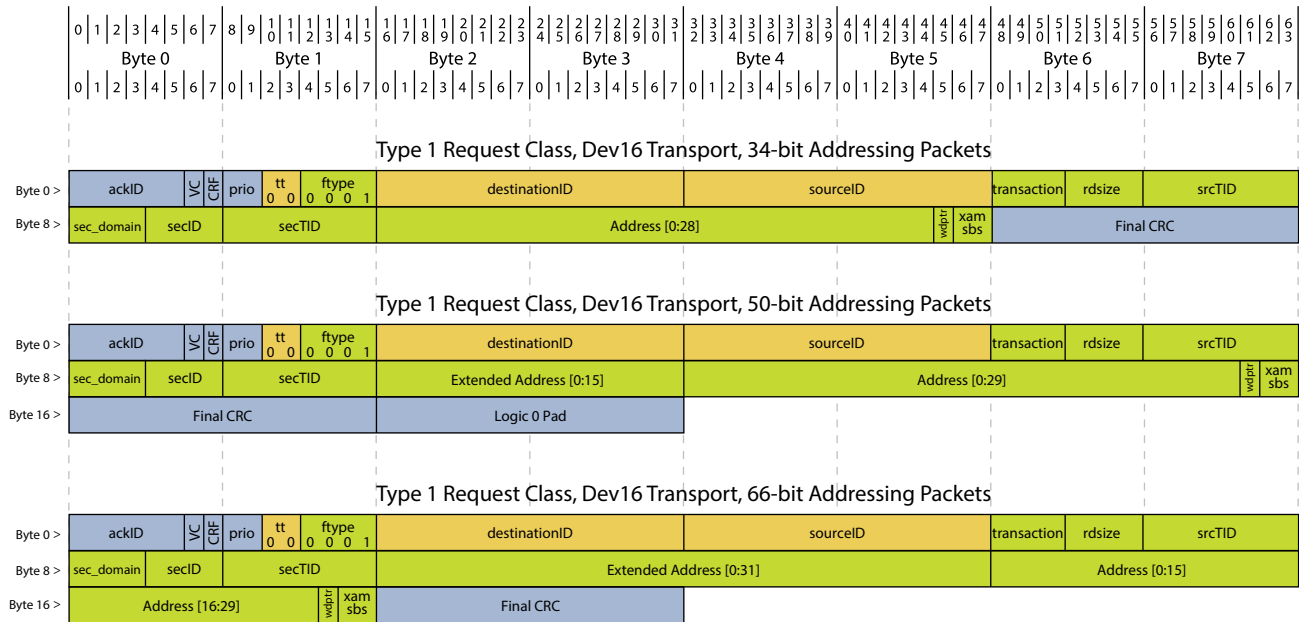 0 1 2 3 4 5 6 7 8 9 10 11 12 13 14 15 16 17 18 19 20 21 22 23 24 25 26 27 28 29 30 31 32 33 34 35 36 37 38 39 40 41 42 43 44 45 46 47 48 49 50 51 52 53 54 55 56 57 58 59 60 61 62 63
Byte 0 Byte 1 Byte 2 Byte 3 Byte 4 Byte 5 Byte 6 Byte 7
0 1 2 3 4 5 6 7 0 1 2 3 4 5 6 7 0 1 2 3 4 5 6 7 0 1 2 3 4 5 6 7 0 1 2 3 4 5 6 7 0 1 2 3 4 5 6 7 0 1 2 3 4 5 6 7 0 1 2 3 4 5 6 7
Type 1 Request Class, Dev16 Transport, 34-bit Addressing Packets
Byte 0 > ackID VC CRF prio tt 0 0 ftype 0 0 0 1 destinationID sourceID transaction rdsize srcTID
Byte 8 > sec_domain secID secTID Address [0:28] wdptr xam sbs Final CRC
Type 1 Request Class, Dev16 Transport, 50-bit Addressing Packets
Byte 0 > ackID VC CRF prio tt 0 0 ftype 0 0 0 1 destinationID sourceID transaction rdsize srcTID
Byte 8 > sec_domain secID secTID Extended Address [0:15] Address [0:29] wdptr xam sbs
Byte 16 > Final CRC Logic 0 Pad
Type 1 Request Class, Dev16 Transport, 66-bit Addressing Packets
Byte 0 > ackID VC CRF prio tt 0 0 ftype 0 0 0 1 destinationID sourceID transaction rdsize srcTID
Byte 8 > sec_domain secID secTID Extended Address [0:31] Address [0:15]
Byte 16 > Address [16:29] wdptr xam sbs Final CRC